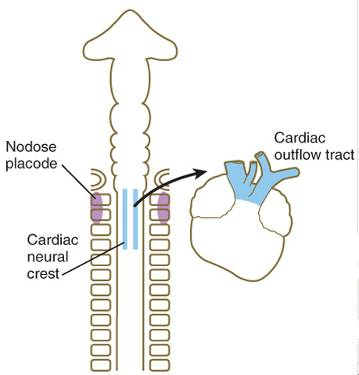 Nodose
placode
Cardiac
neural
crest
Cardiac
outflow tract